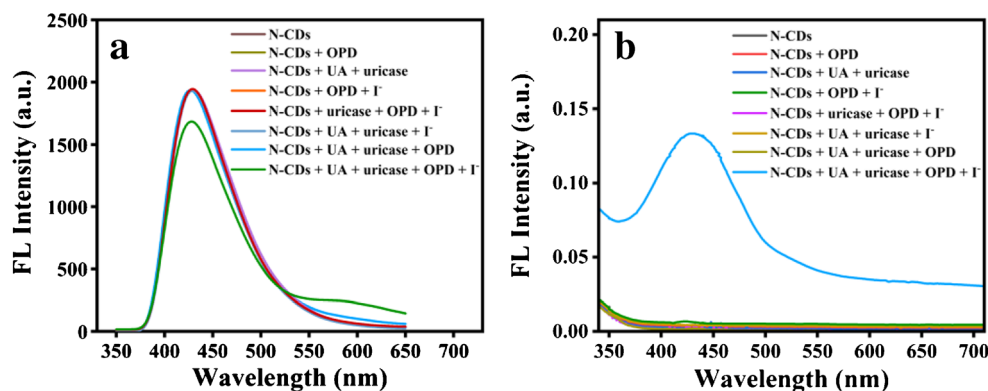 a
FL Intensity (a.u.)
2500
2000
1500
1000
500
0
N-CDs
N-CDs + OPD
N-CDs + UA + uricase
N-CDs + OPD + I⁻
N-CDs + uricase + OPD + I⁻
N-CDs + UA + uricase + I⁻
N-CDs + UA + uricase + OPD
N-CDs + UA + uricase + OPD + I⁻
350 400 450 500 550 600 650 700
Wavelength (nm)
b
FL Intensity (a.u.)
0.20
0.15
0.10
0.05
0.00
N-CDs
N-CDs + OPD
N-CDs + UA + uricase
N-CDs + OPD + I⁻
N-CDs + uricase + OPD + I⁻
N-CDs + UA + uricase + I⁻
N-CDs + UA + uricase + OPD
N-CDs + UA + uricase + OPD + I⁻
400 500 600 700
Wavelength (nm)